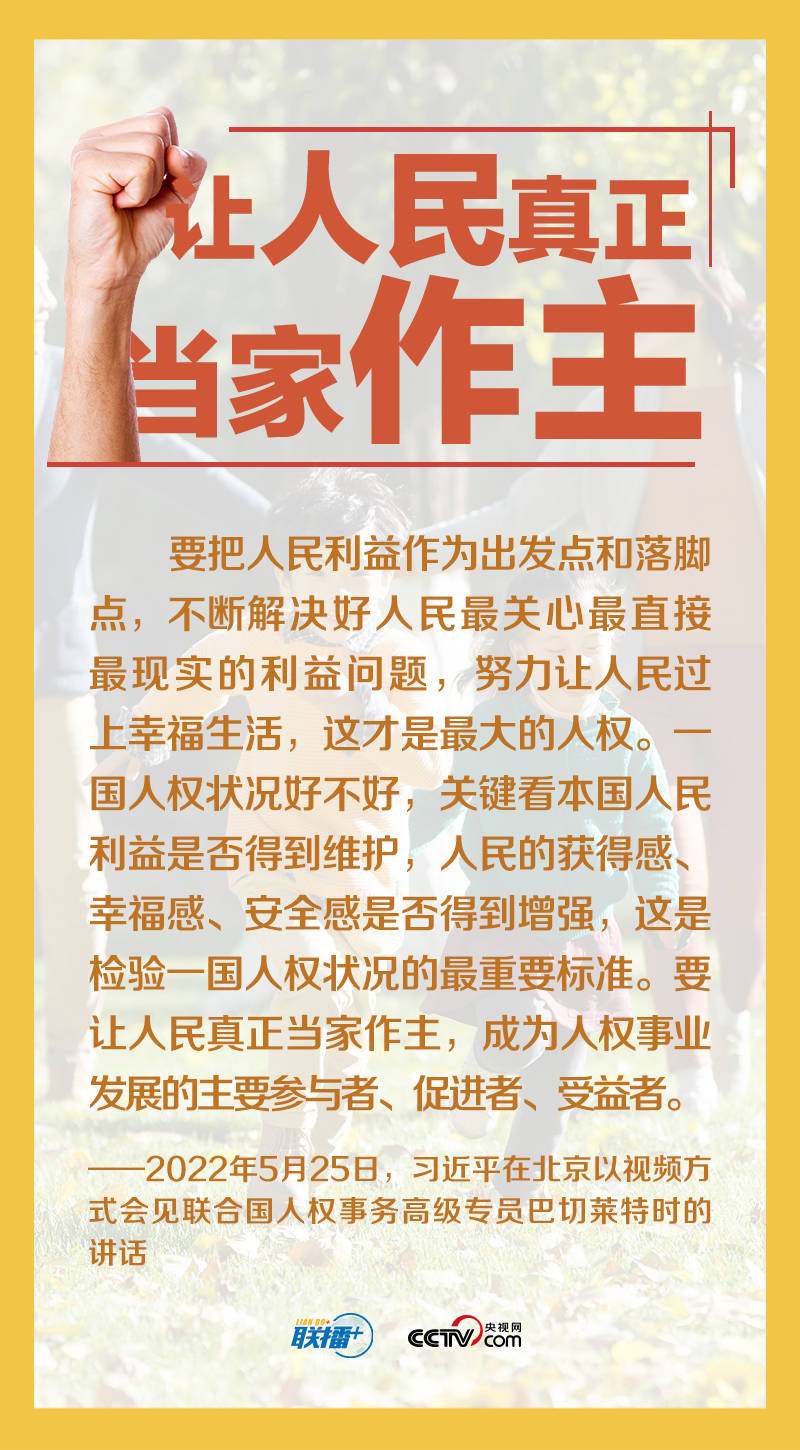 让人民真正
当家作主
要把人民利益作为出发点和落脚
点，不断解决好人民最关心最直接
最现实的利益问题，努力让人民过
上幸福生活，这才是最大的人权。一
国人权状况好不好，关键看本国人民
利益是否得到维护，人民的获得感、
幸福感、安全感是否得到增强，这是
检验一国人权状况的最重要标准。要
让人民真正当家作主，成为人权事业
发展的主要参与者、促进者、受益者。
——2022年5月25日，习近平在北京以视频方
式会见联合国人权事务高级专员巴切莱特时的
讲话
LIAN BO+
联播+
CCTV央视网
com